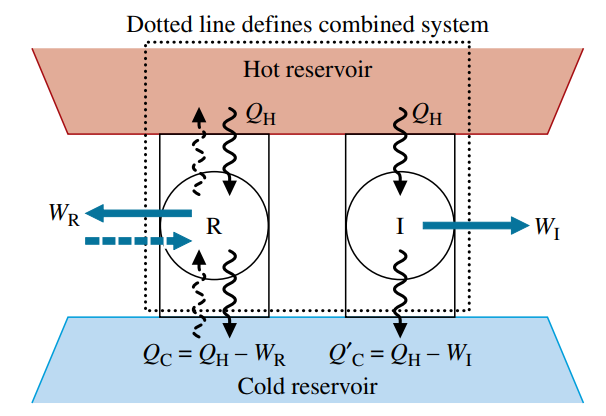 Dotted line defines combined system
Hot reservoir
Q_H Q_H
W_R R I W_I
Q_C = Q_H – W_R Q′_C = Q_H – W_I
Cold reservoir